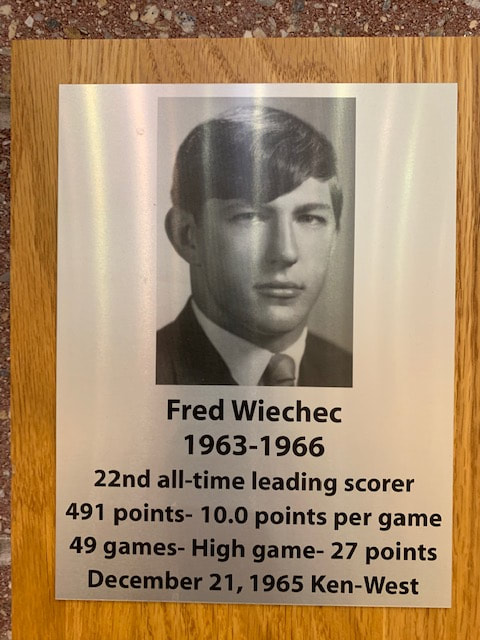 Fred Wiechec
1963-1966
22nd all-time leading scorer
491 points- 10.0 points per game
49 games- High game- 27 points
December 21, 1965 Ken-West